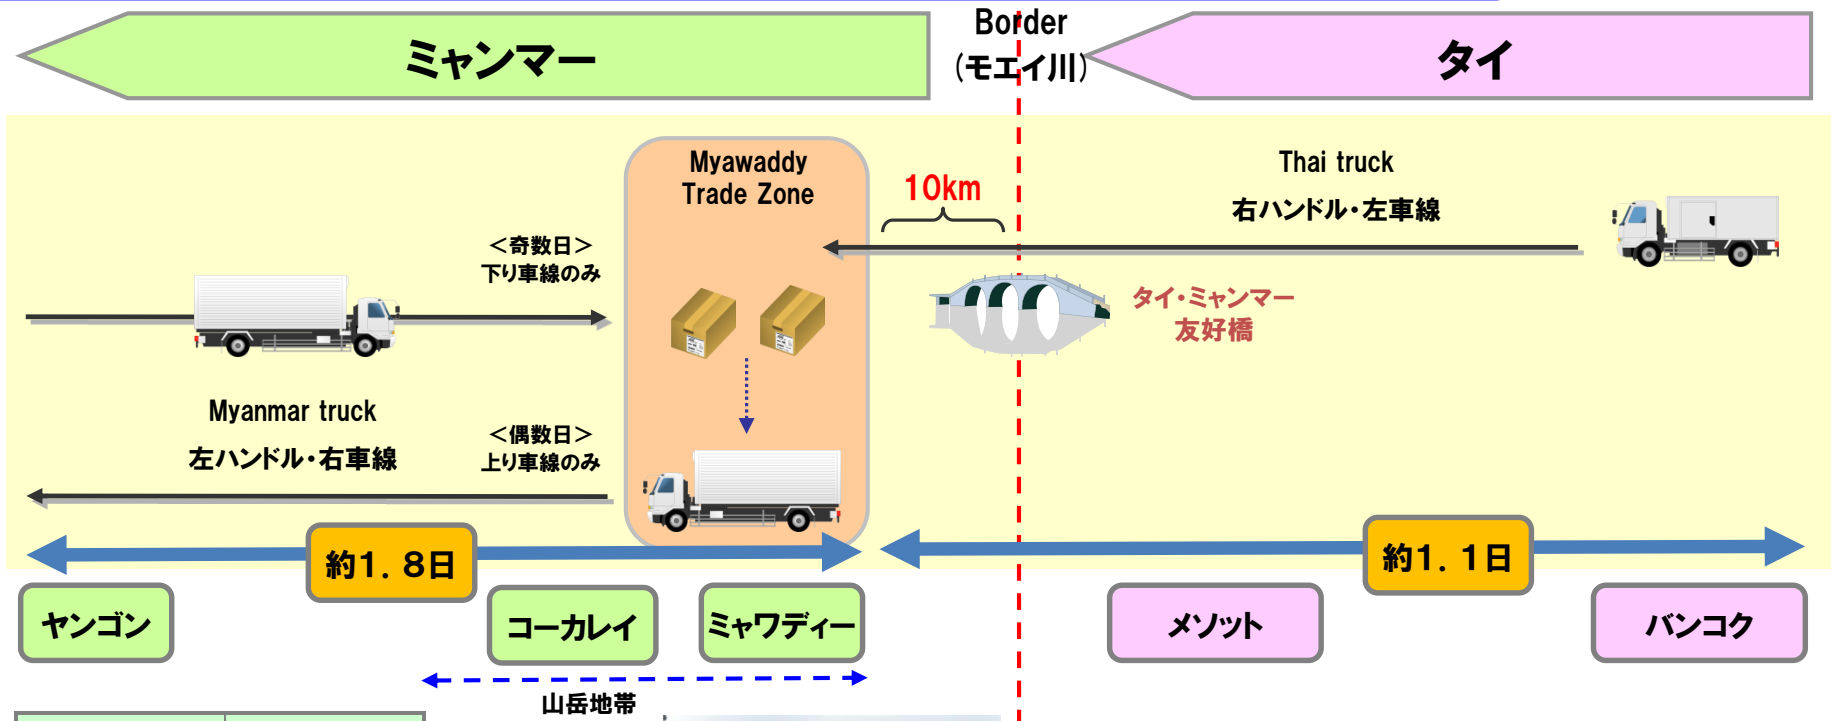 ミャンマー
Border
(モエイ川)
タイ
Myawaddy
Trade Zone
10km
Thai truck
右ハンドル・左車線
<奇数日>
下り車線のみ
タイ・ミャンマー
友好橋
Myanmar truck
左ハンドル・右車線
<偶数日>
上り車線のみ
約1.8日
約1.1日
ヤンゴン
コーカレイ
ミャワディー
メソット
バンコク
山岳地帯